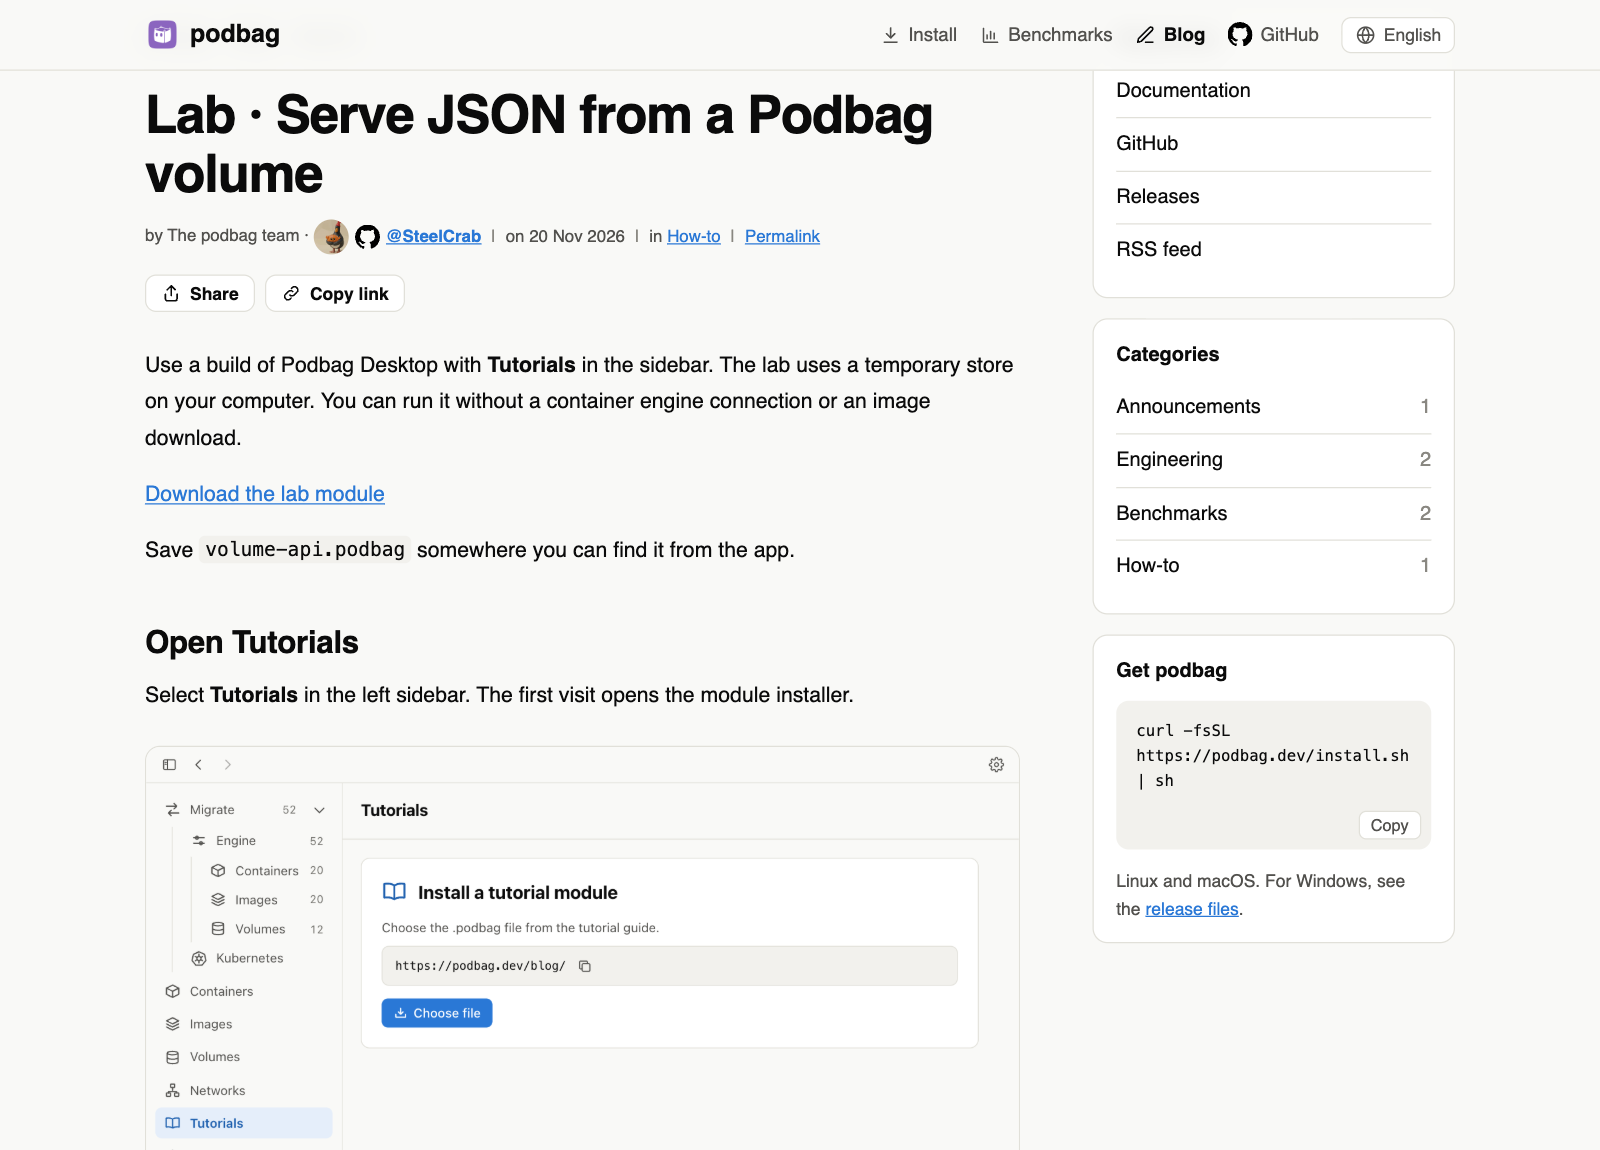 podbag
Install
Benchmarks
Blog
GitHub
English
Lab · Serve JSON from a Podbag
volume
by The podbag team · @SteelCrab | on 20 Nov 2026 | in How-to | Permalink
Share
Copy link
Use a build of Podbag Desktop with Tutorials in the sidebar. The lab uses a temporary store
on your computer. You can run it without a container engine connection or an image
download.
Download the lab module
Save volume-api.podbag somewhere you can find it from the app.
Open Tutorials
Select Tutorials in the left sidebar. The first visit opens the module installer.
Migrate 52
Engine 52
Containers 20
Images 20
Volumes 12
Kubernetes
Containers
Images
Volumes
Networks
Tutorials
Tutorials
Install a tutorial module
Choose the .podbag file from the tutorial guide.
https://podbag.dev/blog/
Choose file
Documentation
GitHub
Releases
RSS feed
Categories
Announcements 1
Engineering 2
Benchmarks 2
How-to 1
Get podbag
curl -fsSL
https://podbag.dev/install.sh
| sh
Copy
Linux and macOS. For Windows, see
the release files.